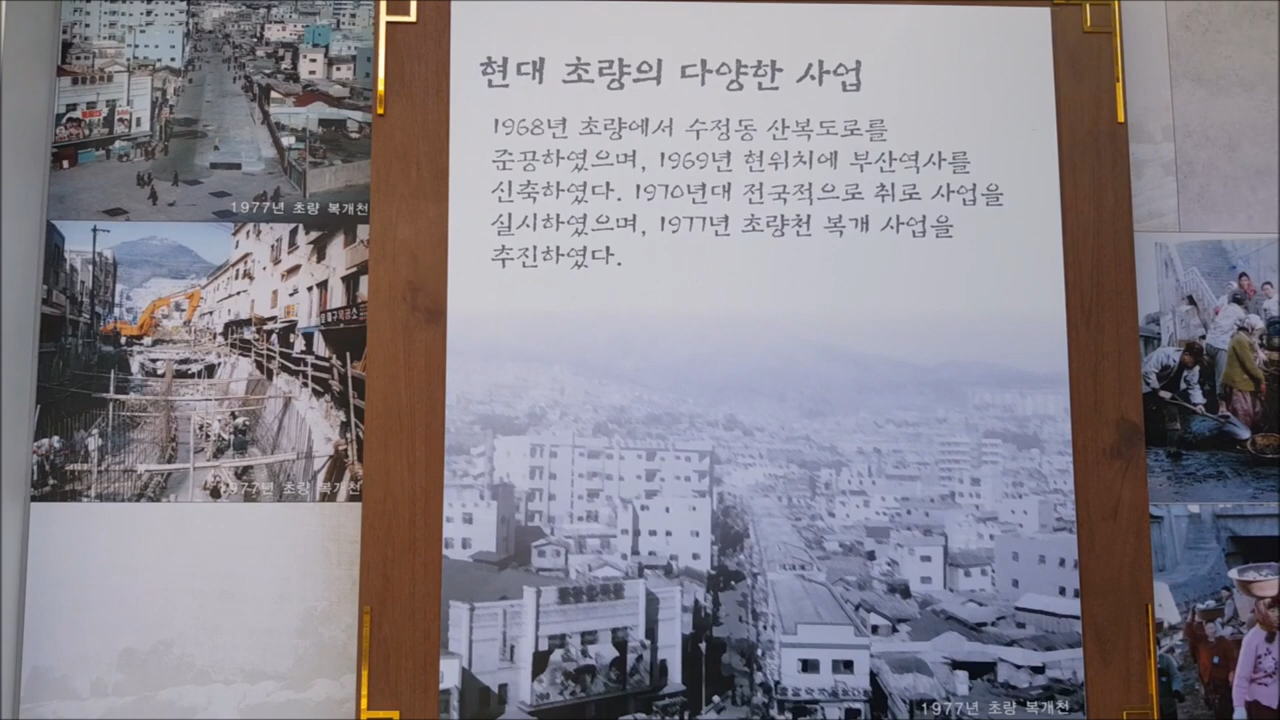 현대 초량의 다양한 사업
1968년 초량에서 수정동 산복도로를
준공하였으며, 1969년 현위치에 부산역사를
신축하였다. 1970년대 전국적으로 취로 사업을
실시하였으며, 1977년 초량천 복개 사업을
추진하였다.
1977년 초량 복개천
1977년 초량 복개천
1977년 초량 복개천